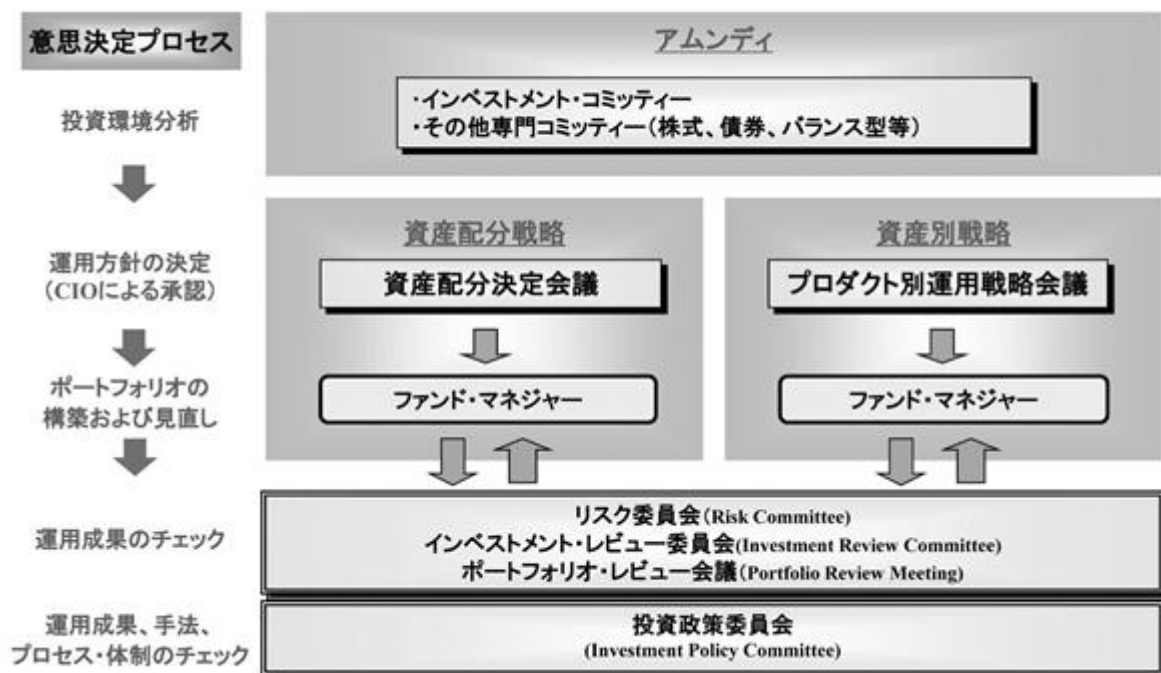 意思決定プロセス
アムンディ
投資環境分析
・インベストメント・コミッティー
・その他専門コミッティー(株式、債券、バランス型等)
資産配分戦略
資産別戦略
運用方針の決定
(CIOによる承認)
資産配分決定会議
プロダクト別運用戦略会議
ポートフォリオの
構築および見直し
ファンド・マネジャー
ファンド・マネジャー
運用成果のチェック
リスク委員会(Risk Committee)
インベストメント・レビュー委員会(Investment Review Committee)
ポートフォリオ・レビュー会議(Portfolio Review Meeting)
運用成果、手法、
プロセス・体制のチェック
投資政策委員会
(Investment Policy Committee)